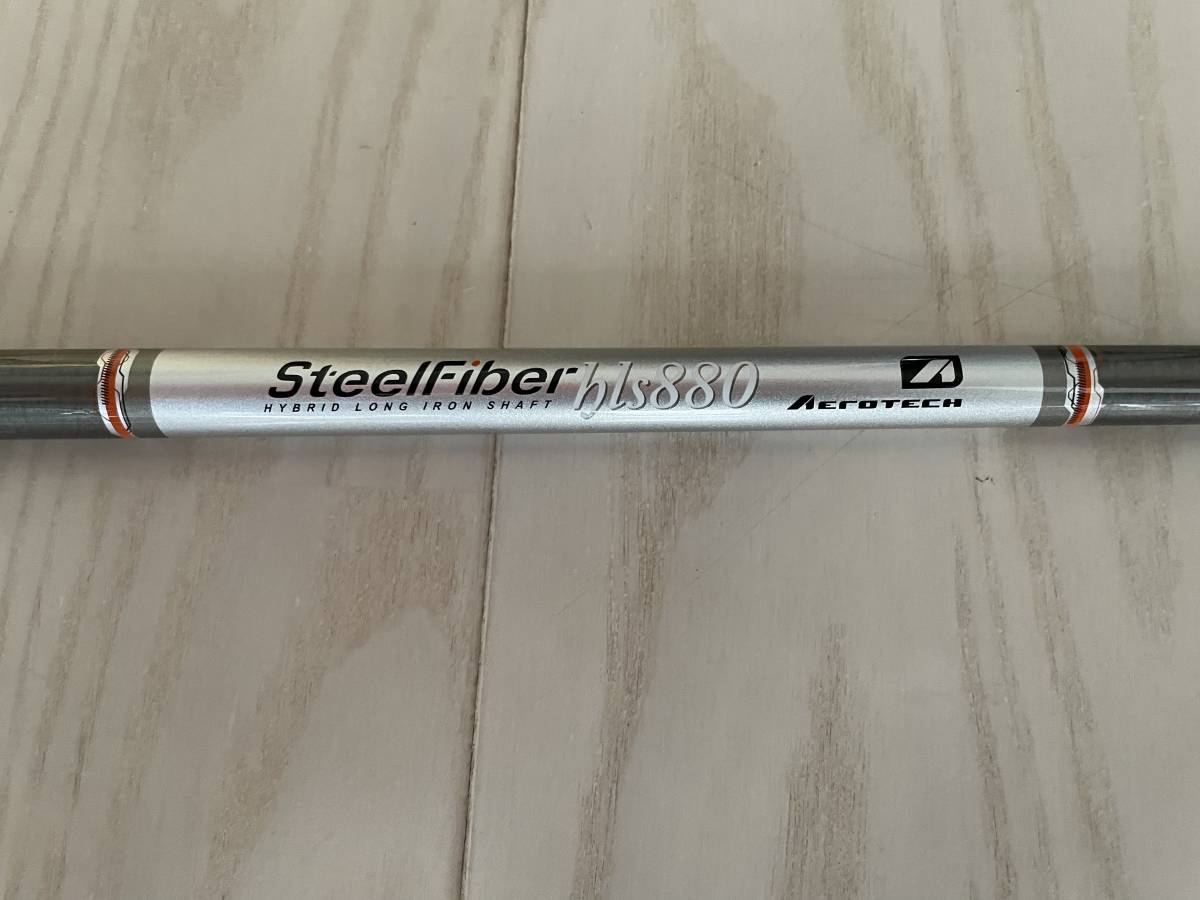 SteelFiber hls880
HYBRID LONG IRON SHAFT
AEROTECH